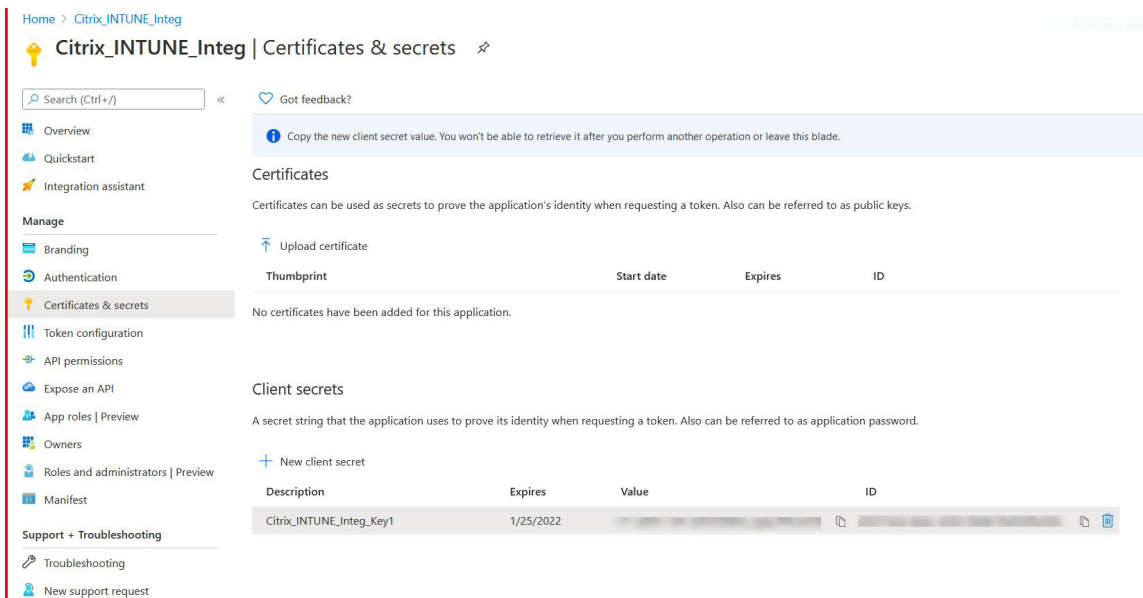 Home > Citrix_INTUNE_Integ
Citrix_INTUNE_Integ | Certificates & secrets
Search (Ctrl+/)
«
Overview
Quickstart
Integration assistant
Manage
Branding
Authentication
Certificates & secrets
Token configuration
API permissions
Expose an API
App roles | Preview
Owners
Roles and administrators | Preview
Manifest
Support + Troubleshooting
Troubleshooting
New support request
Got feedback?
Copy the new client secret value. You won't be able to retrieve it after you perform another operation or leave this blade.
Certificates
Certificates can be used as secrets to prove the application's identity when requesting a token. Also can be referred to as public keys.
Upload certificate
Thumbprint Start date Expires ID
No certificates have been added for this application.
Client secrets
A secret string that the application uses to prove its identity when requesting a token. Also can be referred to as application password.
New client secret
Description Expires Value ID
Citrix_INTUNE_Integ_Key1 1/25/2022